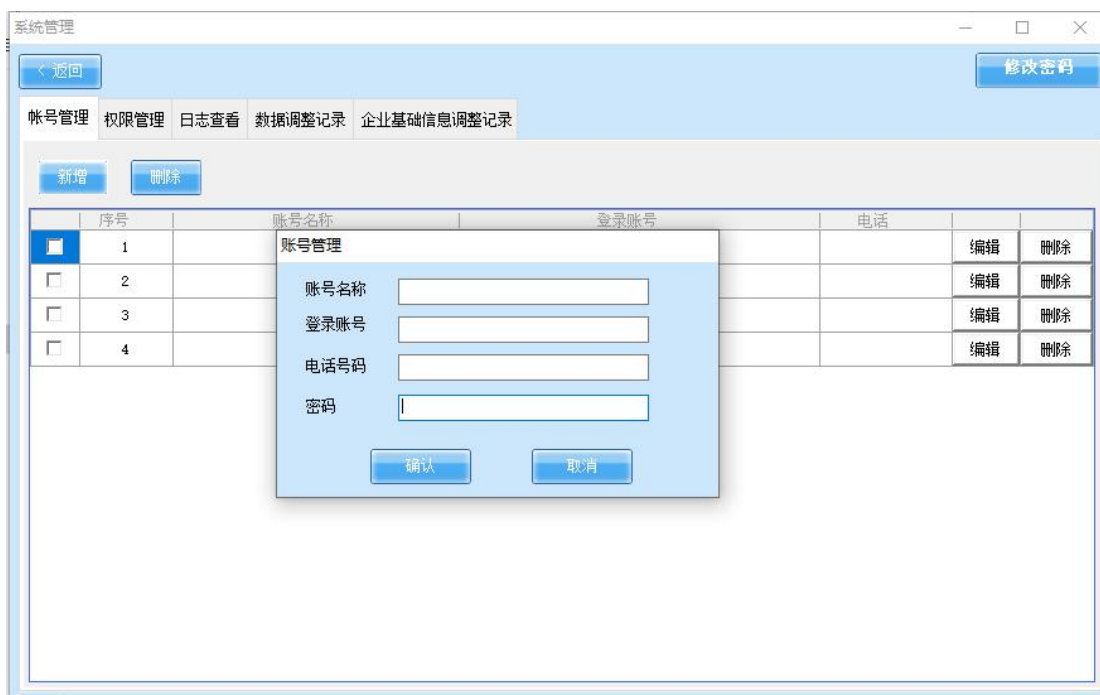 系统管理
< 返回
修改密码
帐号管理 权限管理 日志查看 数据调整记录 企业基础信息调整记录
新增 删除
序号 账号名称 登录账号 电话
1 编辑 删除
2 编辑 删除
3 编辑 删除
4 编辑 删除
账号管理
账号名称
登录账号
电话号码
密码
确认 取消